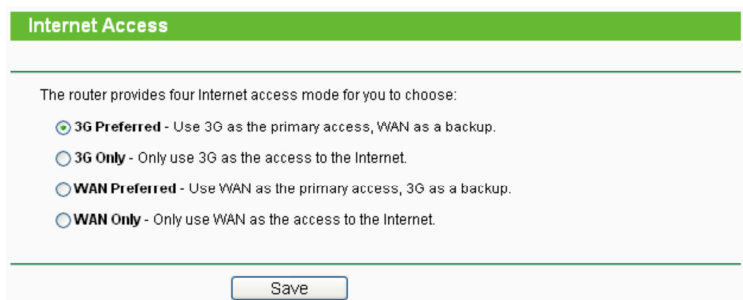 Internet Access
The router provides four Internet access mode for you to choose:
3G Preferred - Use 3G as the primary access, WAN as a backup.
3G Only - Only use 3G as the access to the Internet.
WAN Preferred - Use WAN as the primary access, 3G as a backup.
WAN Only - Only use WAN as the access to the Internet.
Save